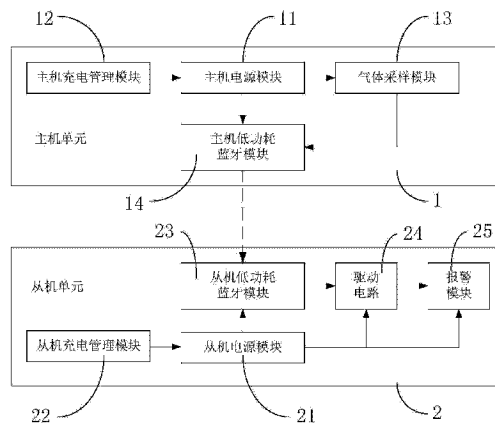 12
11
13
主机充电管理模块
主机电源模块
气体采样模块
主机单元
主机低功耗
蓝牙模块
14
1
23
24
25
从机单元
从机低功耗
蓝牙模块
驱动
电路
报警
模块
从机充电管理模块
从机电源模块
22
21
2